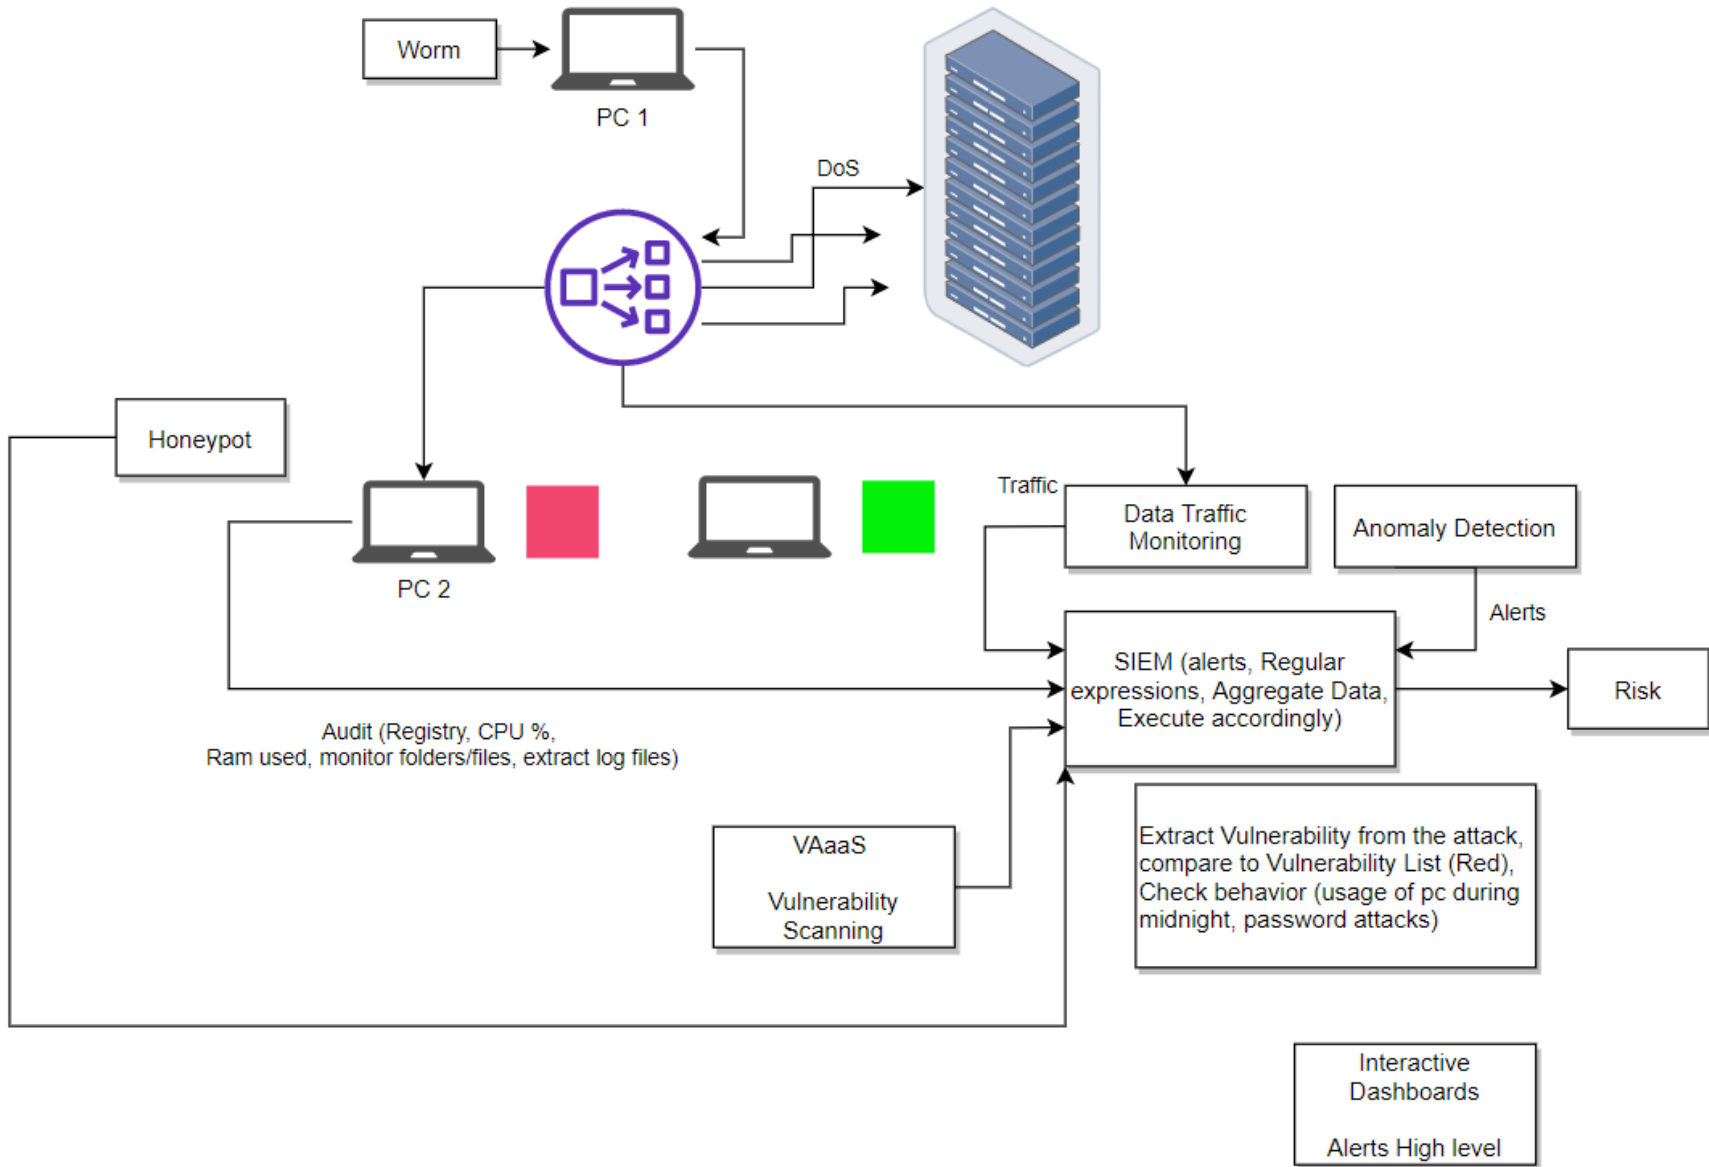 Worm
PC 1
DoS
Honeypot
PC 2
Traffic
Data Traffic
Monitoring
Anomaly Detection
Alerts
SIEM (alerts, Regular
expressions, Aggregate Data,
Execute accordingly)
Risk
Audit (Registry, CPU %,
Ram used, monitor folders/files, extract log files)
VAaaS
Vulnerability
Scanning
Extract Vulnerability from the attack,
compare to Vulnerability List (Red),
Check behavior (usage of pc during
midnight, password attacks)
Interactive
Dashboards
Alerts High level